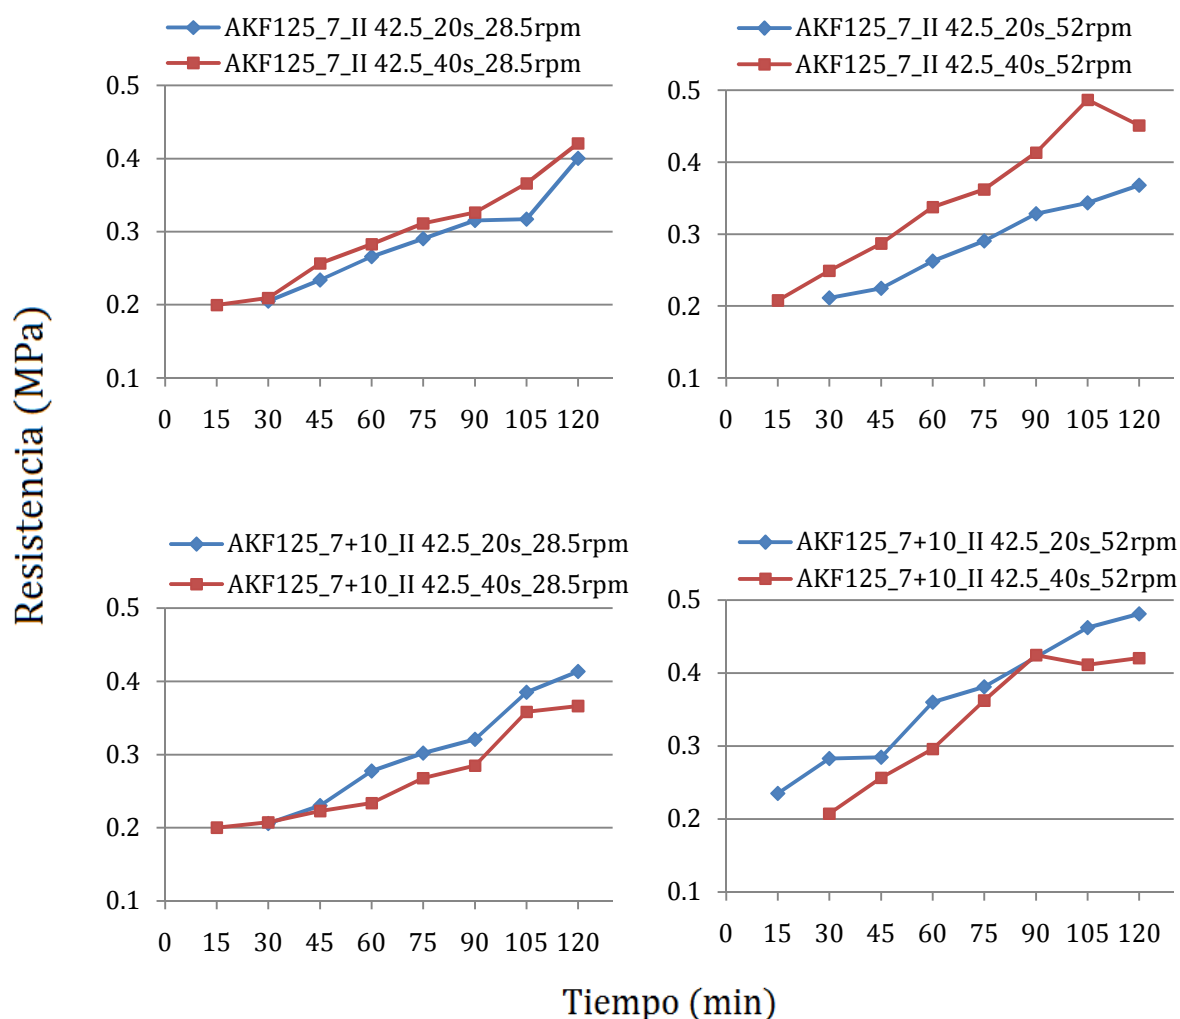 AKF125_7_II 42.5_20s_28.5rpm
AKF125_7_II 42.5_40s_28.5rpm
0.5
0.4
0.3
0.2
0.1
0 15 30 45 60 75 90 105 120
AKF125_7_II 42.5_20s_52rpm
AKF125_7_II 42.5_40s_52rpm
0.5
0.4
0.3
0.2
0.1
0 15 30 45 60 75 90 105 120
Resistencia (MPa)
AKF125_7+10_II 42.5_20s_28.5rpm
AKF125_7+10_II 42.5_40s_28.5rpm
0.5
0.4
0.3
0.2
0.1
0 15 30 45 60 75 90 105 120
AKF125_7+10_II 42.5_20s_52rpm
AKF125_7+10_II 42.5_40s_52rpm
0.5
0.4
0.3
0.2
0.1
0 15 30 45 60 75 90 105 120
Tiempo (min)